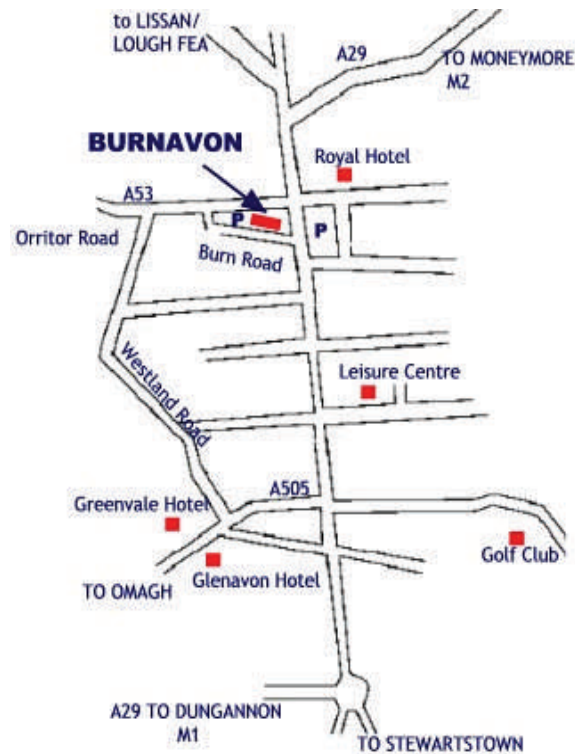 to LISSAN/
LOUGH FEA
A29
TO MONEYMORE
M2
BURNAVON
Royal Hotel
A53
P
P
Orritor Road
Burn Road
Westland Road
Leisure Centre
A505
Greenvale Hotel
Golf Club
Glenavon Hotel
TO OMAGH
A29 TO DUNGANNON
M1
TO STEWARTSTOWN